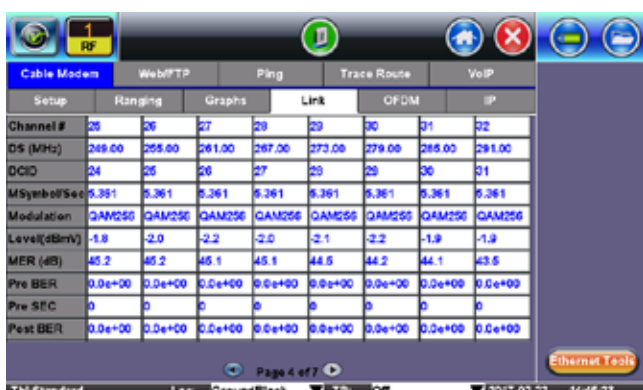 1
RF
Cable Modem Web/FTP Ping Trace Route VoIP
Setup Ranging Graphs Link OFDM IP
Channel # 25 26 27 28 29 30 31 32
DS (MHz) 249.00 255.00 261.00 267.00 273.00 279.00 285.00 291.00
DCID 24 25 26 27 28 29 30 31
MSymbol/Sec 5.361 5.361 5.361 5.361 5.361 5.361 5.361 5.361
Modulation QAM256 QAM256 QAM256 QAM256 QAM256 QAM256 QAM256 QAM256
Level(dBmV) -1.8 -2.0 -2.2 -2.0 -2.1 -2.2 -1.9 -1.9
MER (dB) 45.2 45.2 45.1 45.1 44.5 44.2 44.1 43.5
Pre BER 0.0e+00 0.0e+00 0.0e+00 0.0e+00 0.0e+00 0.0e+00 0.0e+00 0.0e+00
Pre SEC 0 0 0 0 0 0 0 0
Post BER 0.0e+00 0.0e+00 0.0e+00 0.0e+00 0.0e+00 0.0e+00 0.0e+00 0.0e+00
Page 4 of 7
Ethernet Tools